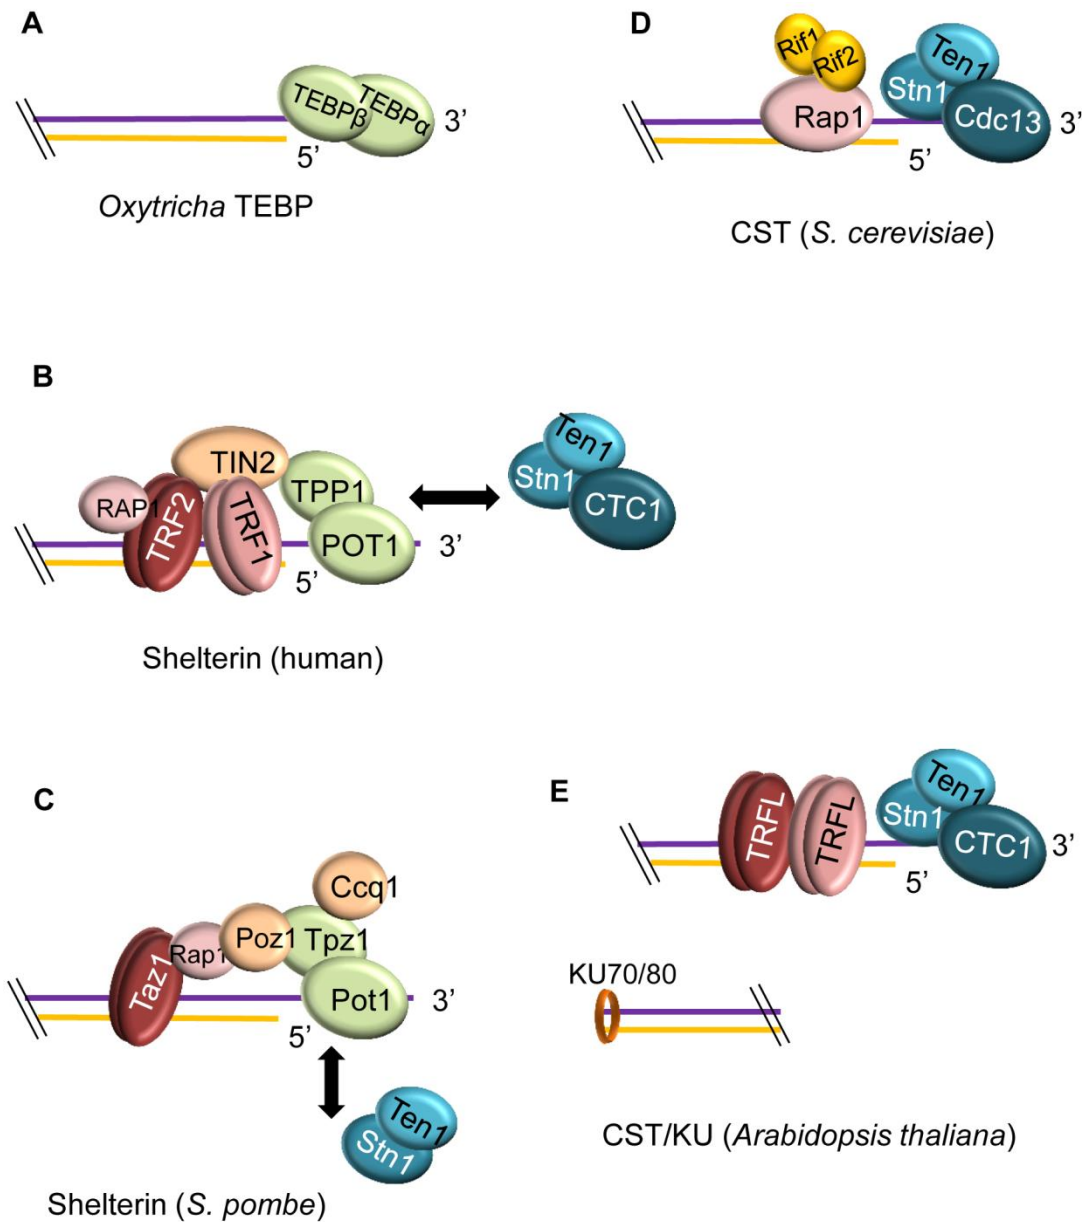 A
TEBPβ
TEBPα
3’
5’
Oxytricha TEBP
D
Rif1
Rif2
Rap1
Stn1
Ten1
Cdc13
3’
5’
CST (S. cerevisiae)
B
RAP1
TRF2
TIN2
TRF1
TPP1
POT1
3’
5’
Ten1
Stn1
CTC1
Shelterin (human)
C
Taz1
Rap1
Poz1
Ccq1
Tpz1
Pot1
3’
5’
Ten1
Stn1
Shelterin (S. pombe)
E
TRFL
TRFL
Stn1
Ten1
CTC1
3’
5’
KU70/80
CST/KU (Arabidopsis thaliana)